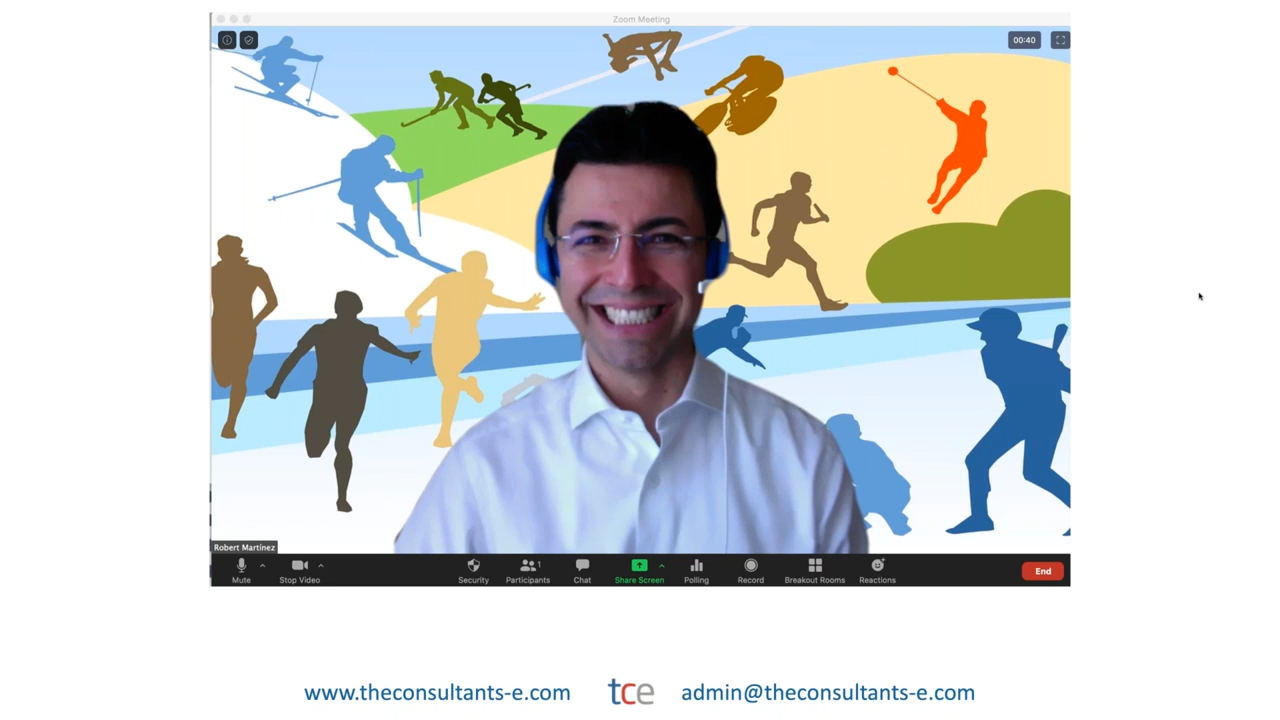 Zoom Meeting
00:40
Robert Martínez
Mute
Stop Video
Security
Participants
1
Chat
Share Screen
Polling
Record
Breakout Rooms
Reactions
End
www.theconsultants-e.com
tce
admin@theconsultants-e.com